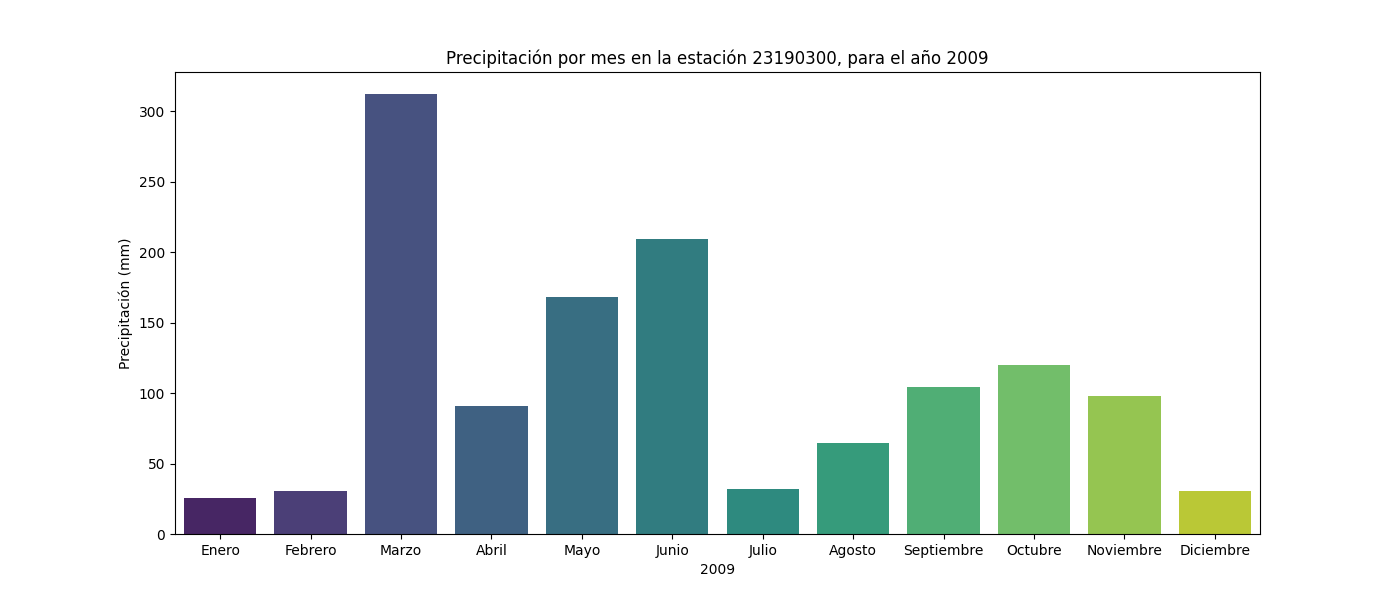 Precipitación por mes en la estación 23190300, para el año 2009
Precipitación (mm)
300
250
200
150
100
50
0
Enero Febrero Marzo Abril Mayo Junio Julio Agosto Septiembre Octubre Noviembre Diciembre
2009